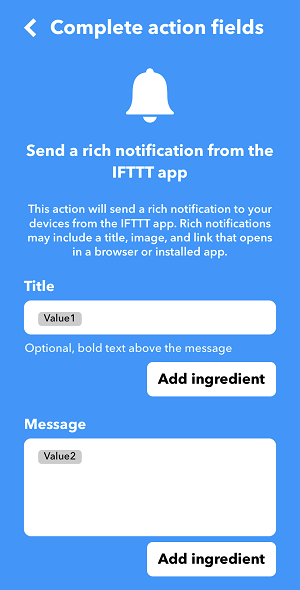 Complete action fields
Send a rich notification from the
IFTTT app
This action will send a rich notification to your
devices from the IFTTT app. Rich notifications
may include a title, image, and link that opens
in a browser or installed app.
Title
Value1
Optional, bold text above the message
Add ingredient
Message
Value2
Add ingredient